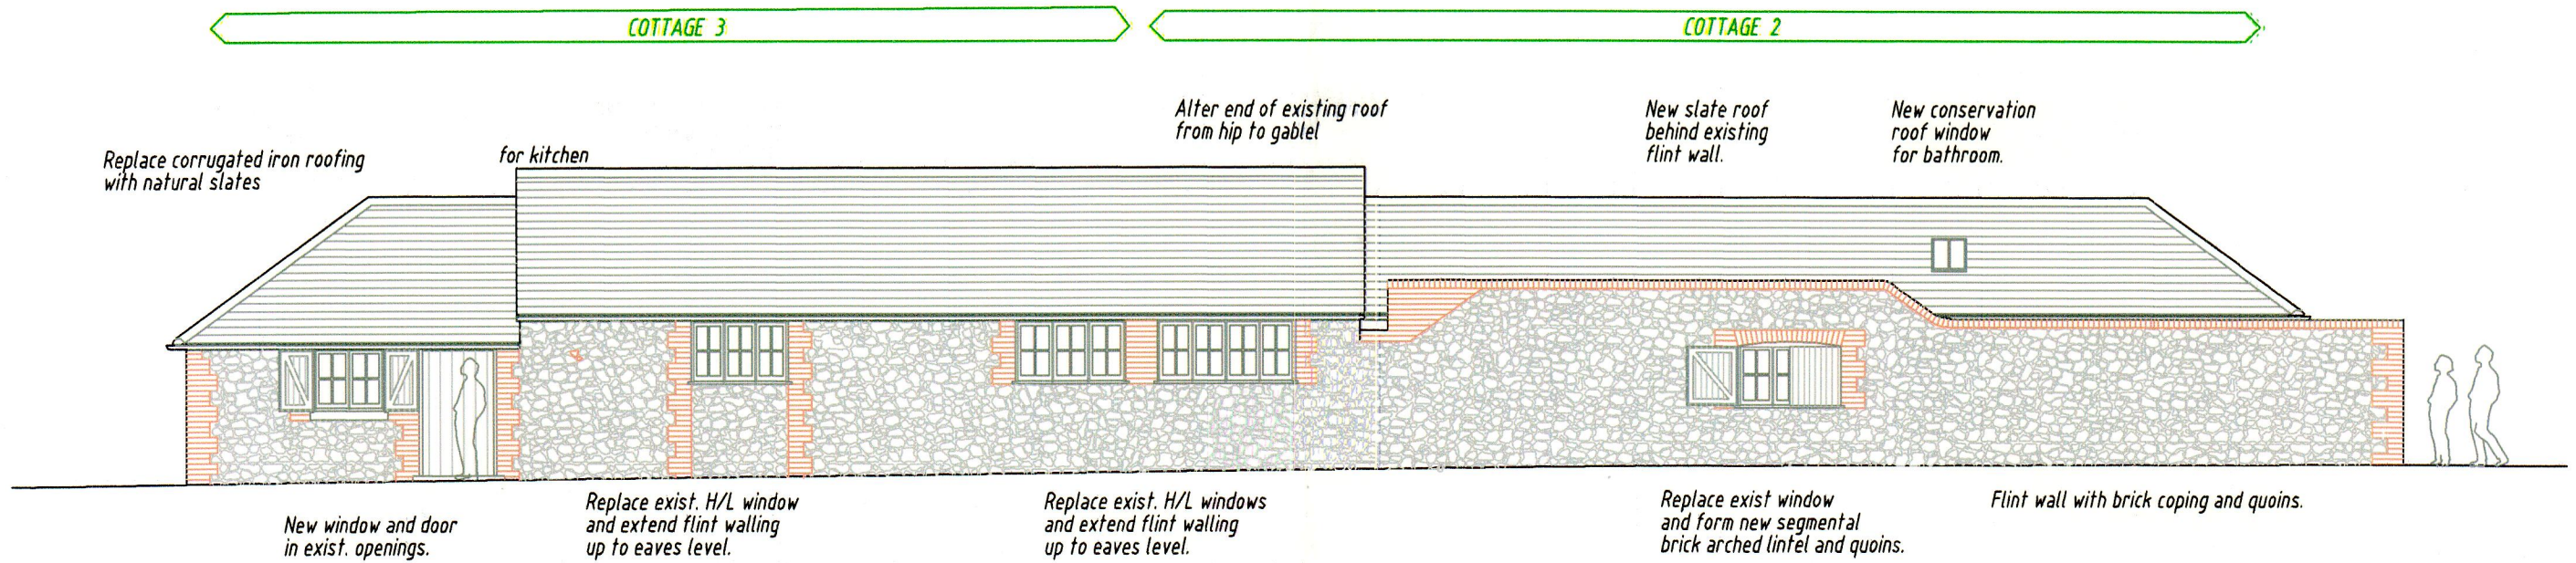 COTTAGE 3
COTTAGE 2
Replace corrugated iron roofing
with natural slates
for kitchen
Alter end of existing roof
from hip to gablel
New slate roof
behind existing
flint wall.
New conservation
roof window
for bathroom.
New window and door
in exist. openings.
Replace exist. H/L window
and extend flint walling
up to eaves level.
Replace exist. H/L windows
and extend flint walling
up to eaves level.
Replace exist window
and form new segmental
brick arched lintel and quoins.
Flint wall with brick coping and quoins.